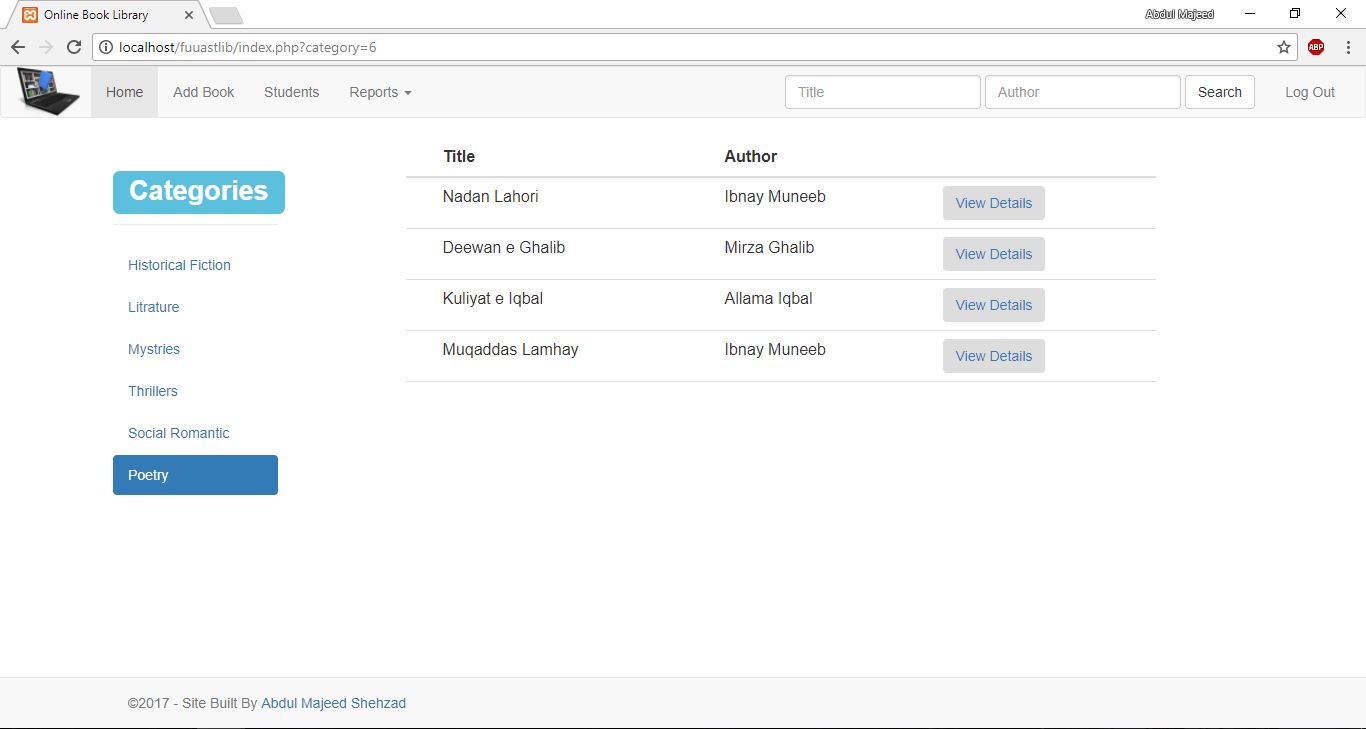 Online Book Library
Abdul Majeed
localhost/fuuastlib/index.php?category=6
ABP
Home Add Book Students Reports Title Author Search Log Out
Categories
Historical Fiction
Litrature
Mystries
Thrillers
Social Romantic
Poetry
Title Author
Nadan Lahori Ibnay Muneeb View Details
Deewan e Ghalib Mirza Ghalib View Details
Kuliyat e Iqbal Allama Iqbal View Details
Muqaddas Lamhay Ibnay Muneeb View Details
©2017 - Site Built By Abdul Majeed Shehzad